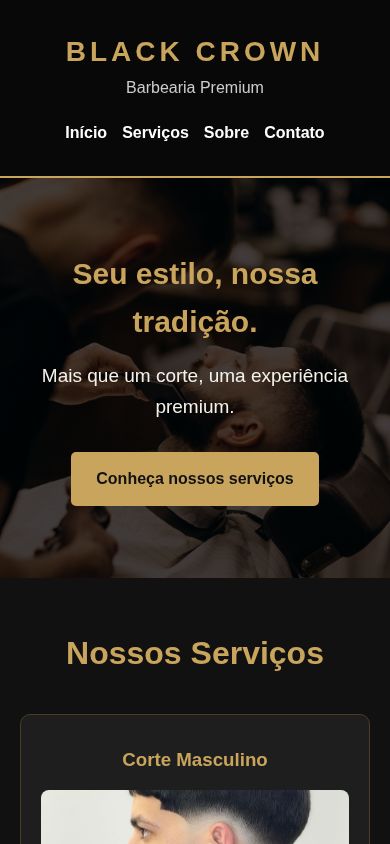 BLACK CROWN
Barbearia Premium
Início Serviços Sobre Contato
Seu estilo, nossa
tradição.
Mais que um corte, uma experiência
premium.
Conheça nossos serviços
Nossos Serviços
Corte Masculino